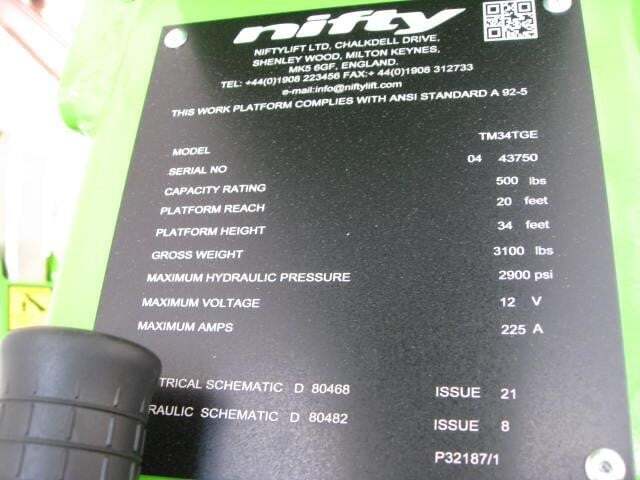 nifty
NIFTYLIFT LTD, CHALKDELL DRIVE,
SHENLEY WOOD, MILTON KEYNES,
MK5 6GF, ENGLAND.
TEL: +44(0)1908 223456 FAX:+ 44(0)1908 312733
e-mail:info@niftylift.com
THIS WORK PLATFORM COMPLIES WITH ANSI STANDARD A 92-5
MODEL TM34TGE
SERIAL NO 04 43750
CAPACITY RATING 500 lbs
PLATFORM REACH 20 feet
PLATFORM HEIGHT 34 feet
GROSS WEIGHT 3100 lbs
MAXIMUM HYDRAULIC PRESSURE 2900 psi
MAXIMUM VOLTAGE 12 V
MAXIMUM AMPS 225 A
TRICAL SCHEMATIC D 80468 ISSUE 21
RAULIC SCHEMATIC D 80482 ISSUE 8
P32187/1